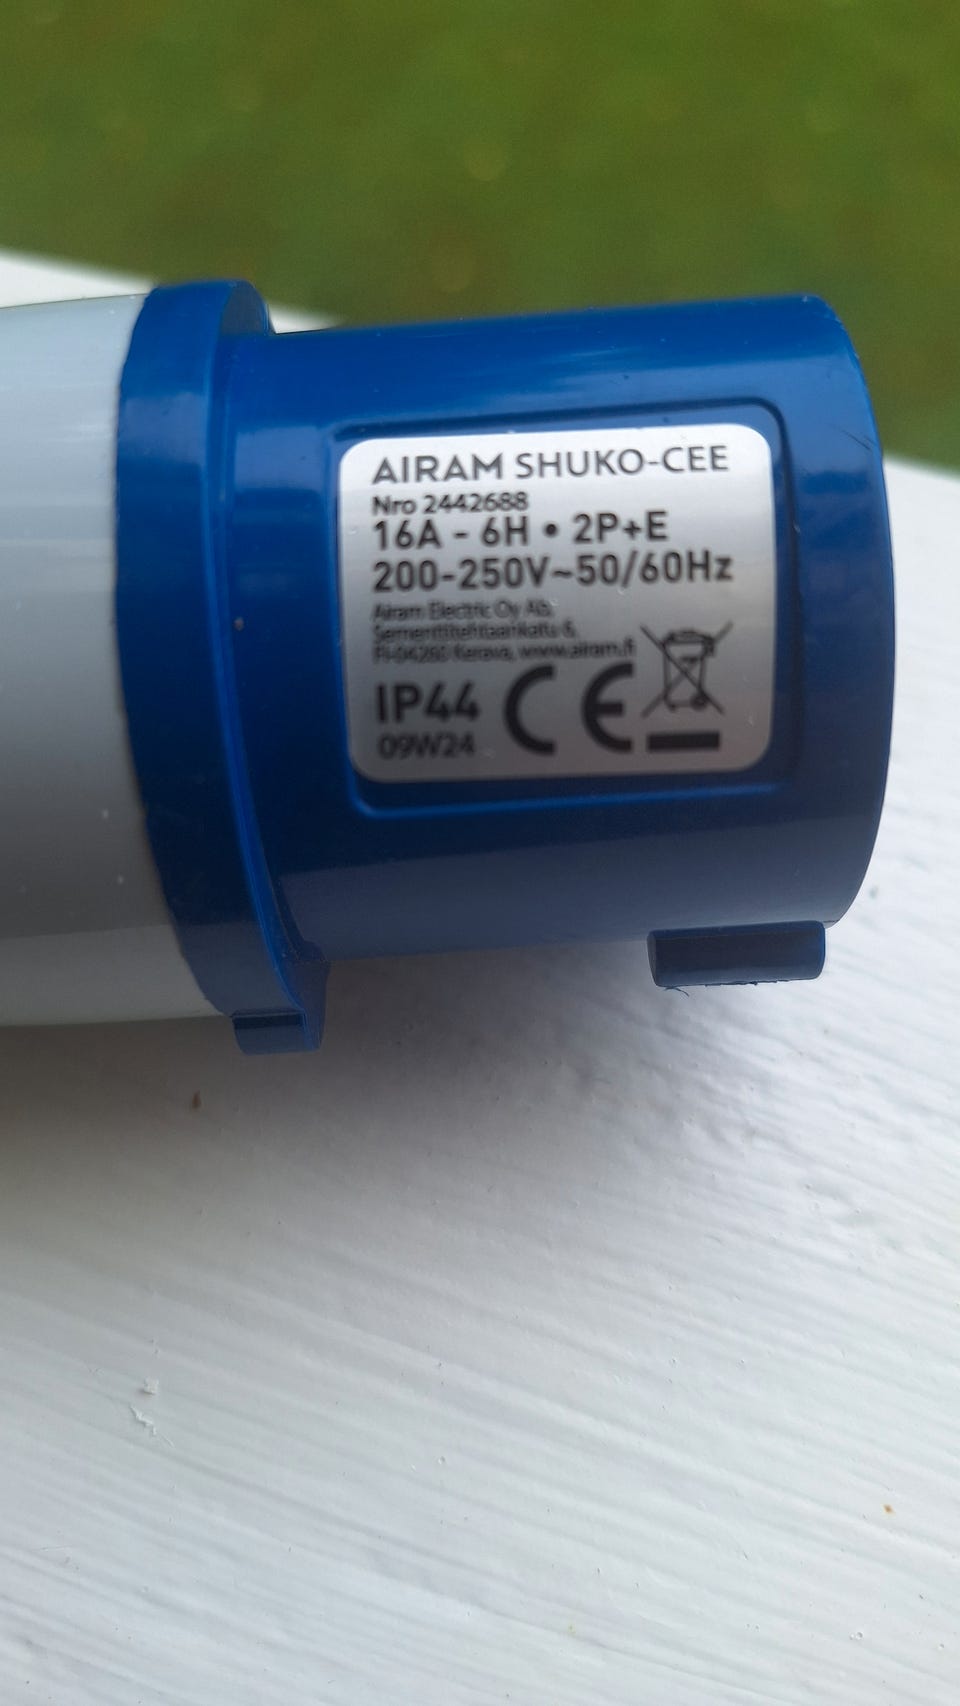 AIRAM SHUKO-CEE
Nro 2442688
16A - 6H • 2P+E
200-250V~50/60Hz
Airam Electric Oy Ab,
Sementtitehtaankatu 6,
FI-04260 Kerava, www.airam.fi
IP44 CE
09W24